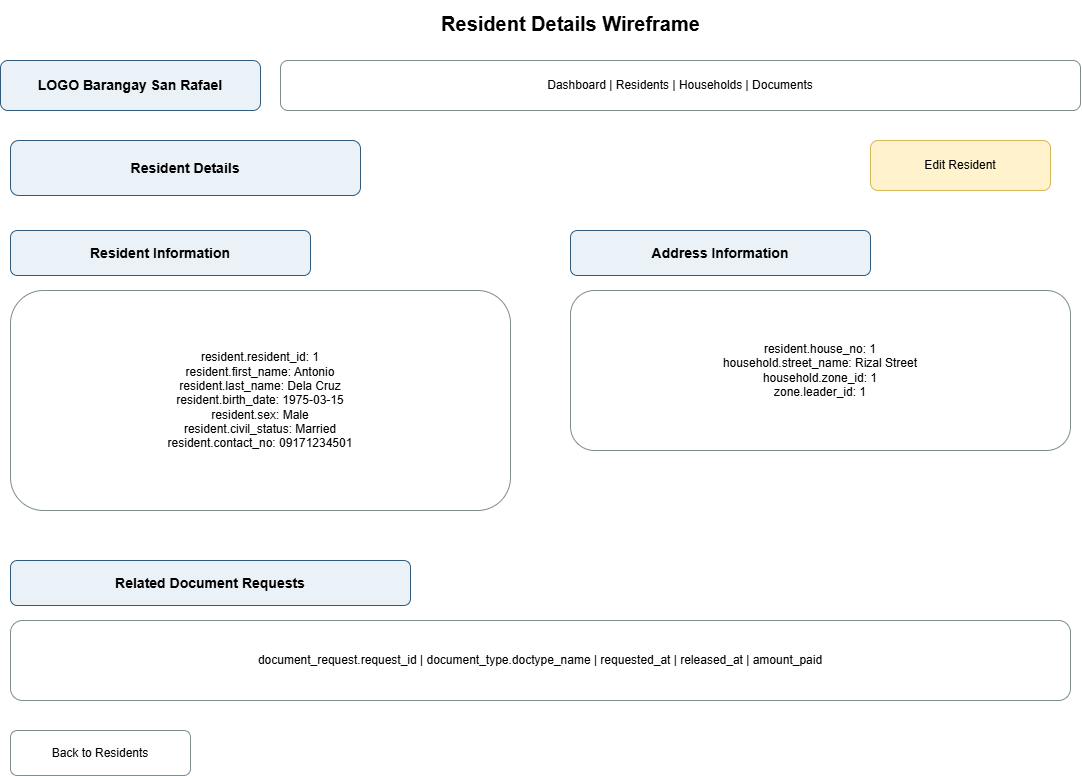 Resident Details Wireframe
LOGO Barangay San Rafael
Dashboard | Residents | Households | Documents
Resident Details
Edit Resident
Resident Information
Address Information
resident.resident_id: 1
resident.first_name: Antonio
resident.last_name: Dela Cruz
resident.birth_date: 1975-03-15
resident.sex: Male
resident.civil_status: Married
resident.contact_no: 09171234501
resident.house_no: 1
household.street_name: Rizal Street
household.zone_id: 1
zone.leader_id: 1
Related Document Requests
document_request.request_id | document_type.doctype_name | requested_at | released_at | amount_paid
Back to Residents